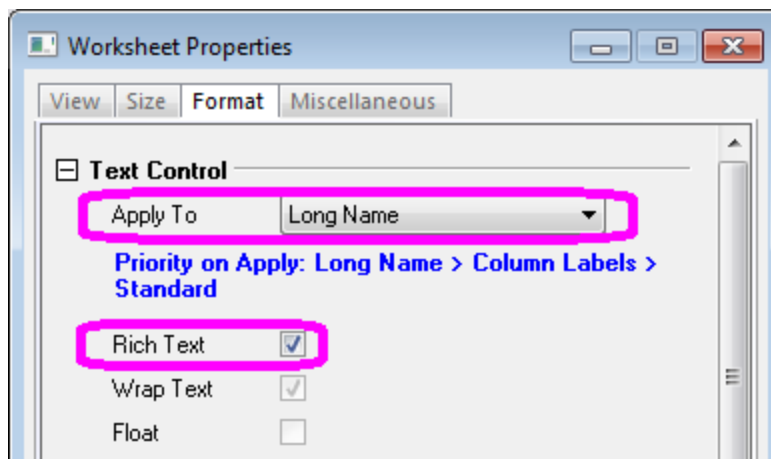 Worksheet Properties
View Size Format Miscellaneous
Text Control
Apply To Long Name
Priority on Apply: Long Name > Column Labels >
Standard
Rich Text
Wrap Text
Float